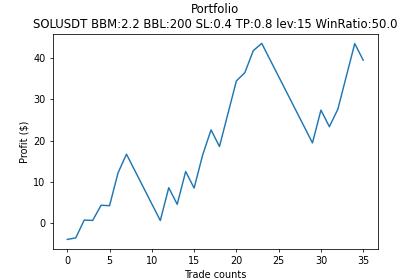 Portfolio
SOLUSDT BBM:2.2 BBL:200 SL:0.4 TP:0.8 lev:15 WinRatio:50.0
Profit ($)
40
30
20
10
0
0 5 10 15 20 25 30 35
Trade counts